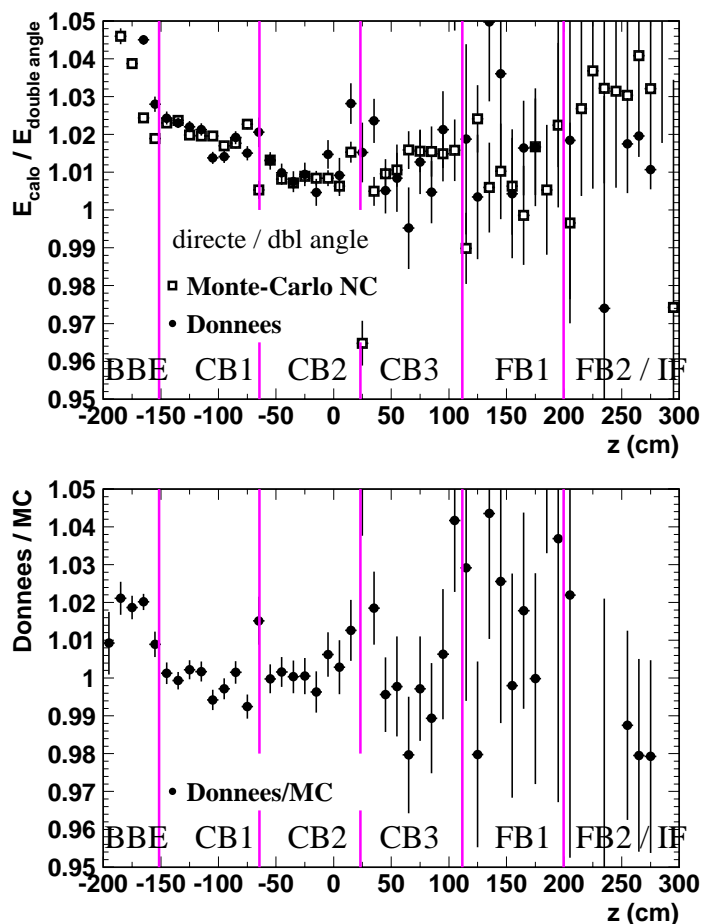 E_calo / E_double angle
1.05
1.04
1.03
1.02
1.01
1
0.99
0.98
0.97
0.96
0.95
directe / dbl angle
Monte-Carlo NC
Donnees
BBE CB1 CB2 CB3 FB1 FB2 / IF
-200 -150 -100 -50 0 50 100 150 200 250 300
z (cm)
Donnees / MC
1.05
1.04
1.03
1.02
1.01
1
0.99
0.98
0.97
0.96
0.95
Donnees/MC
BBE CB1 CB2 CB3 FB1 FB2 / IF
-200 -150 -100 -50 0 50 100 150 200 250 300
z (cm)